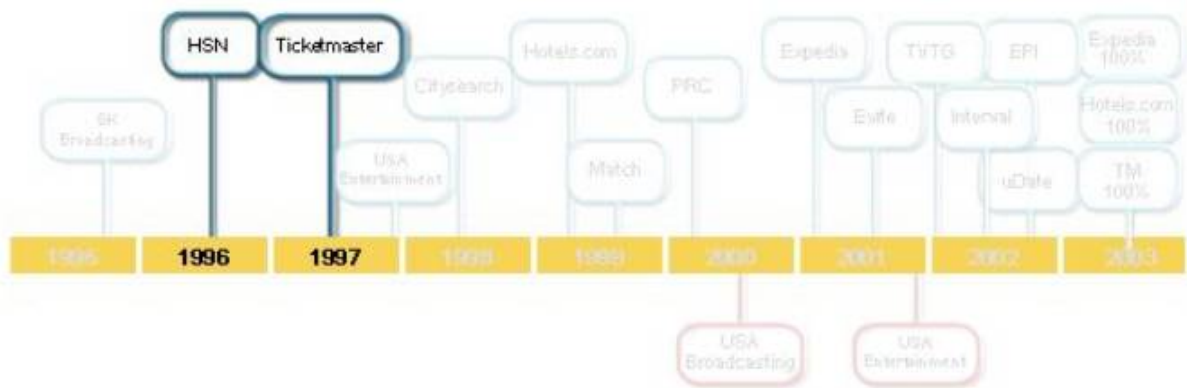 HSN
Ticketmaster
Hotels.com
Expedia
TVTG
EPI
Expedia
100%
Citysearch
PRC
SK
Broadcasting
Evite
Interval
Hotels.com
100%
USA
Entertainment
Match
uDate
TM
100%
1995
1996
1997
1998
1999
2000
2001
2002
2003
USA
Broadcasting
USA
Entertainment